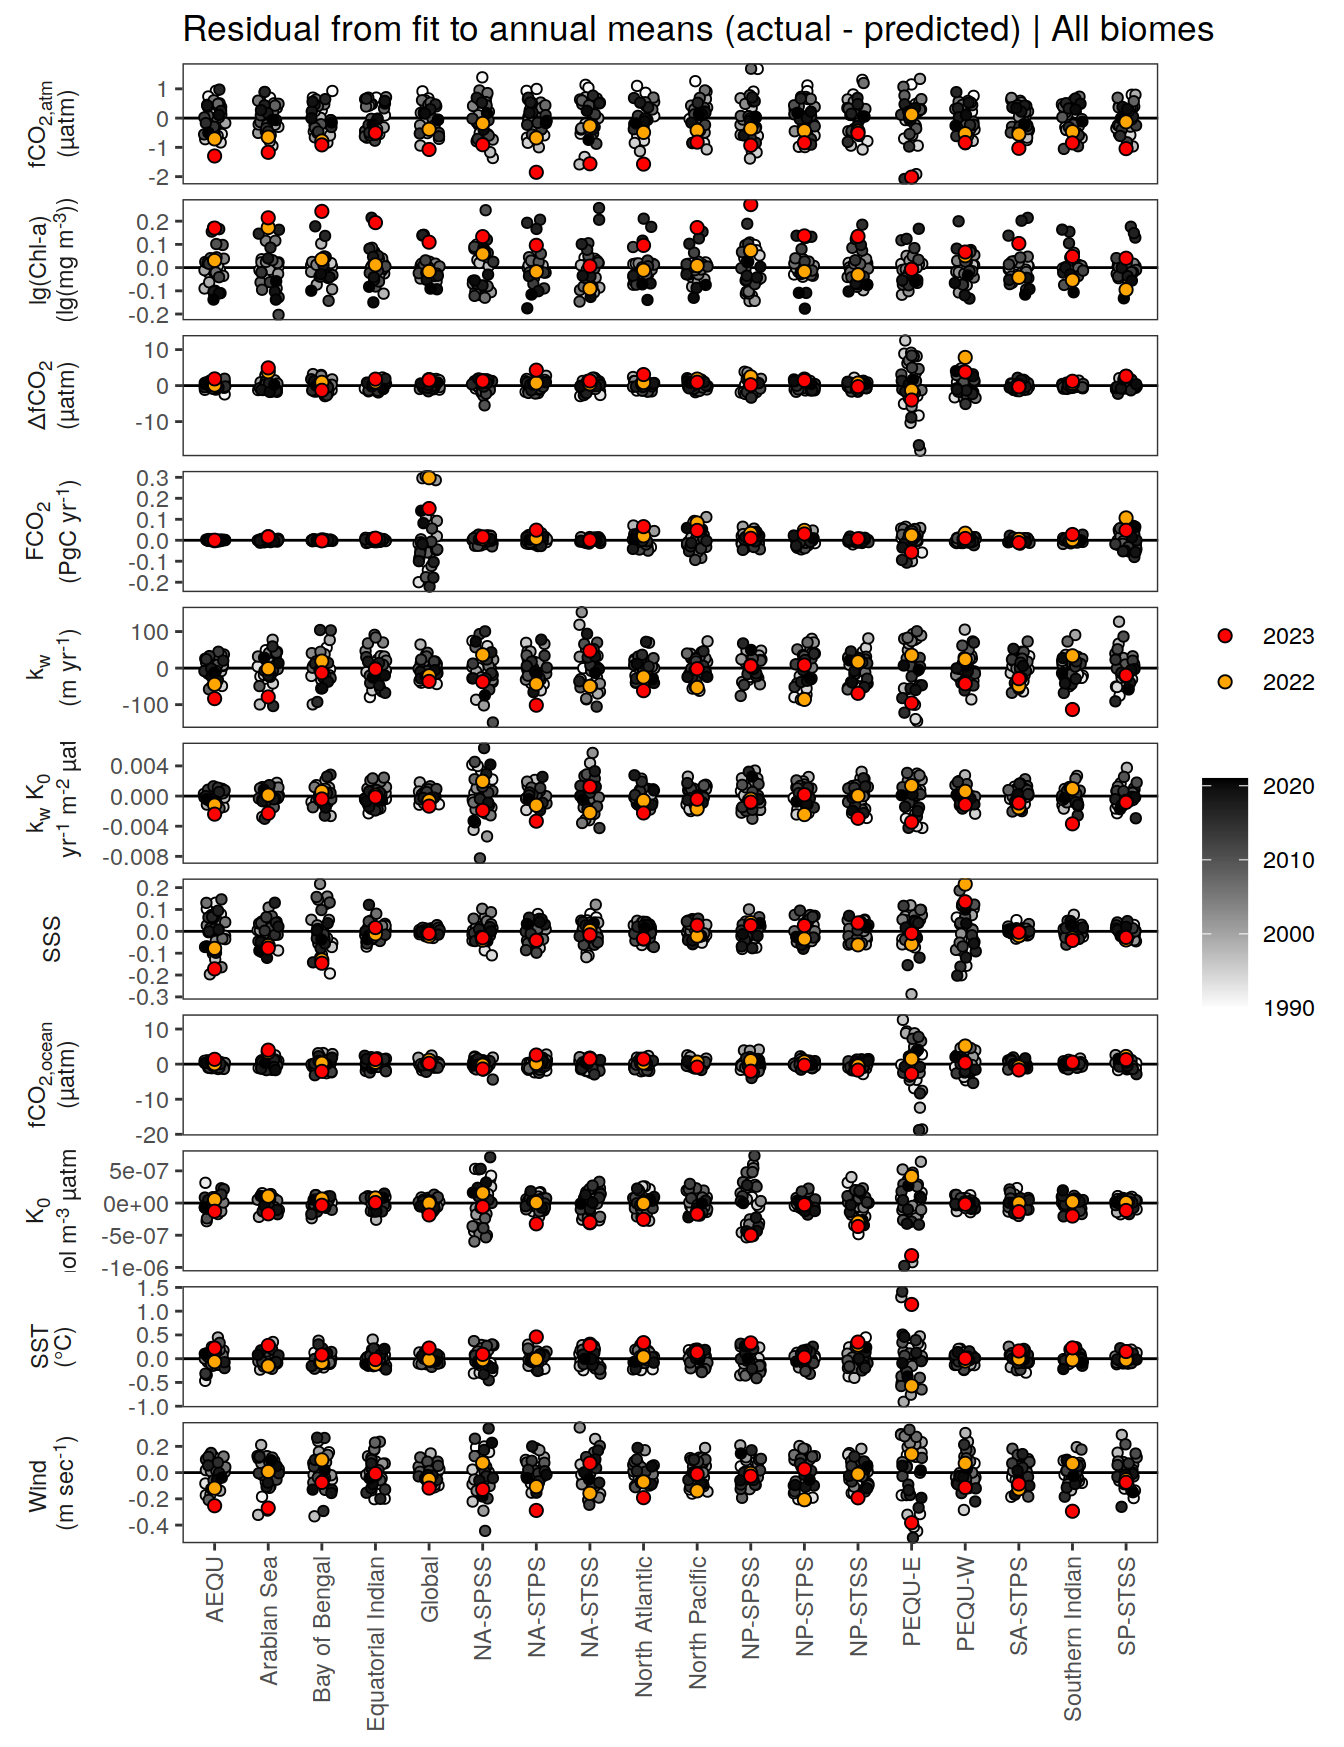 Residual from fit to annual means (actual - predicted) | All biomes
fCO2,atm
(µatm)
1
0
-1
-2
lg(Chl-a)
(lg(mg m-3))
0.2
0.1
0.0
-0.1
-0.2
ΔfCO2
(µatm)
10
0
-10
FCO2
(PgC yr-1)
0.3
0.2
0.1
0.0
-0.1
-0.2
kw
(m yr-1)
100
0
-100
kw K0
yr-1 m-2 µat
0.004
0.000
-0.004
-0.008
SSS
0.2
0.1
0.0
-0.1
-0.2
-0.3
fCO2,ocean
(µatm)
10
0
-10
-20
K0
ol m-3 µatm
5e-07
0e+00
-5e-07
-1e-06
SST
(°C)
1.5
1.0
0.5
0.0
-0.5
-1.0
Wind
(m sec-1)
0.2
0.0
-0.2
-0.4
AEQU
Arabian Sea
Bay of Bengal
Equatorial Indian
Global
NA-SPSS
NA-STPS
NA-STSS
North Atlantic
North Pacific
NP-SPSS
NP-STPS
NP-STSS
PEQU-E
PEQU-W
SA-STPS
Southern Indian
SP-STSS
2023
2022
2020
2010
2000
1990